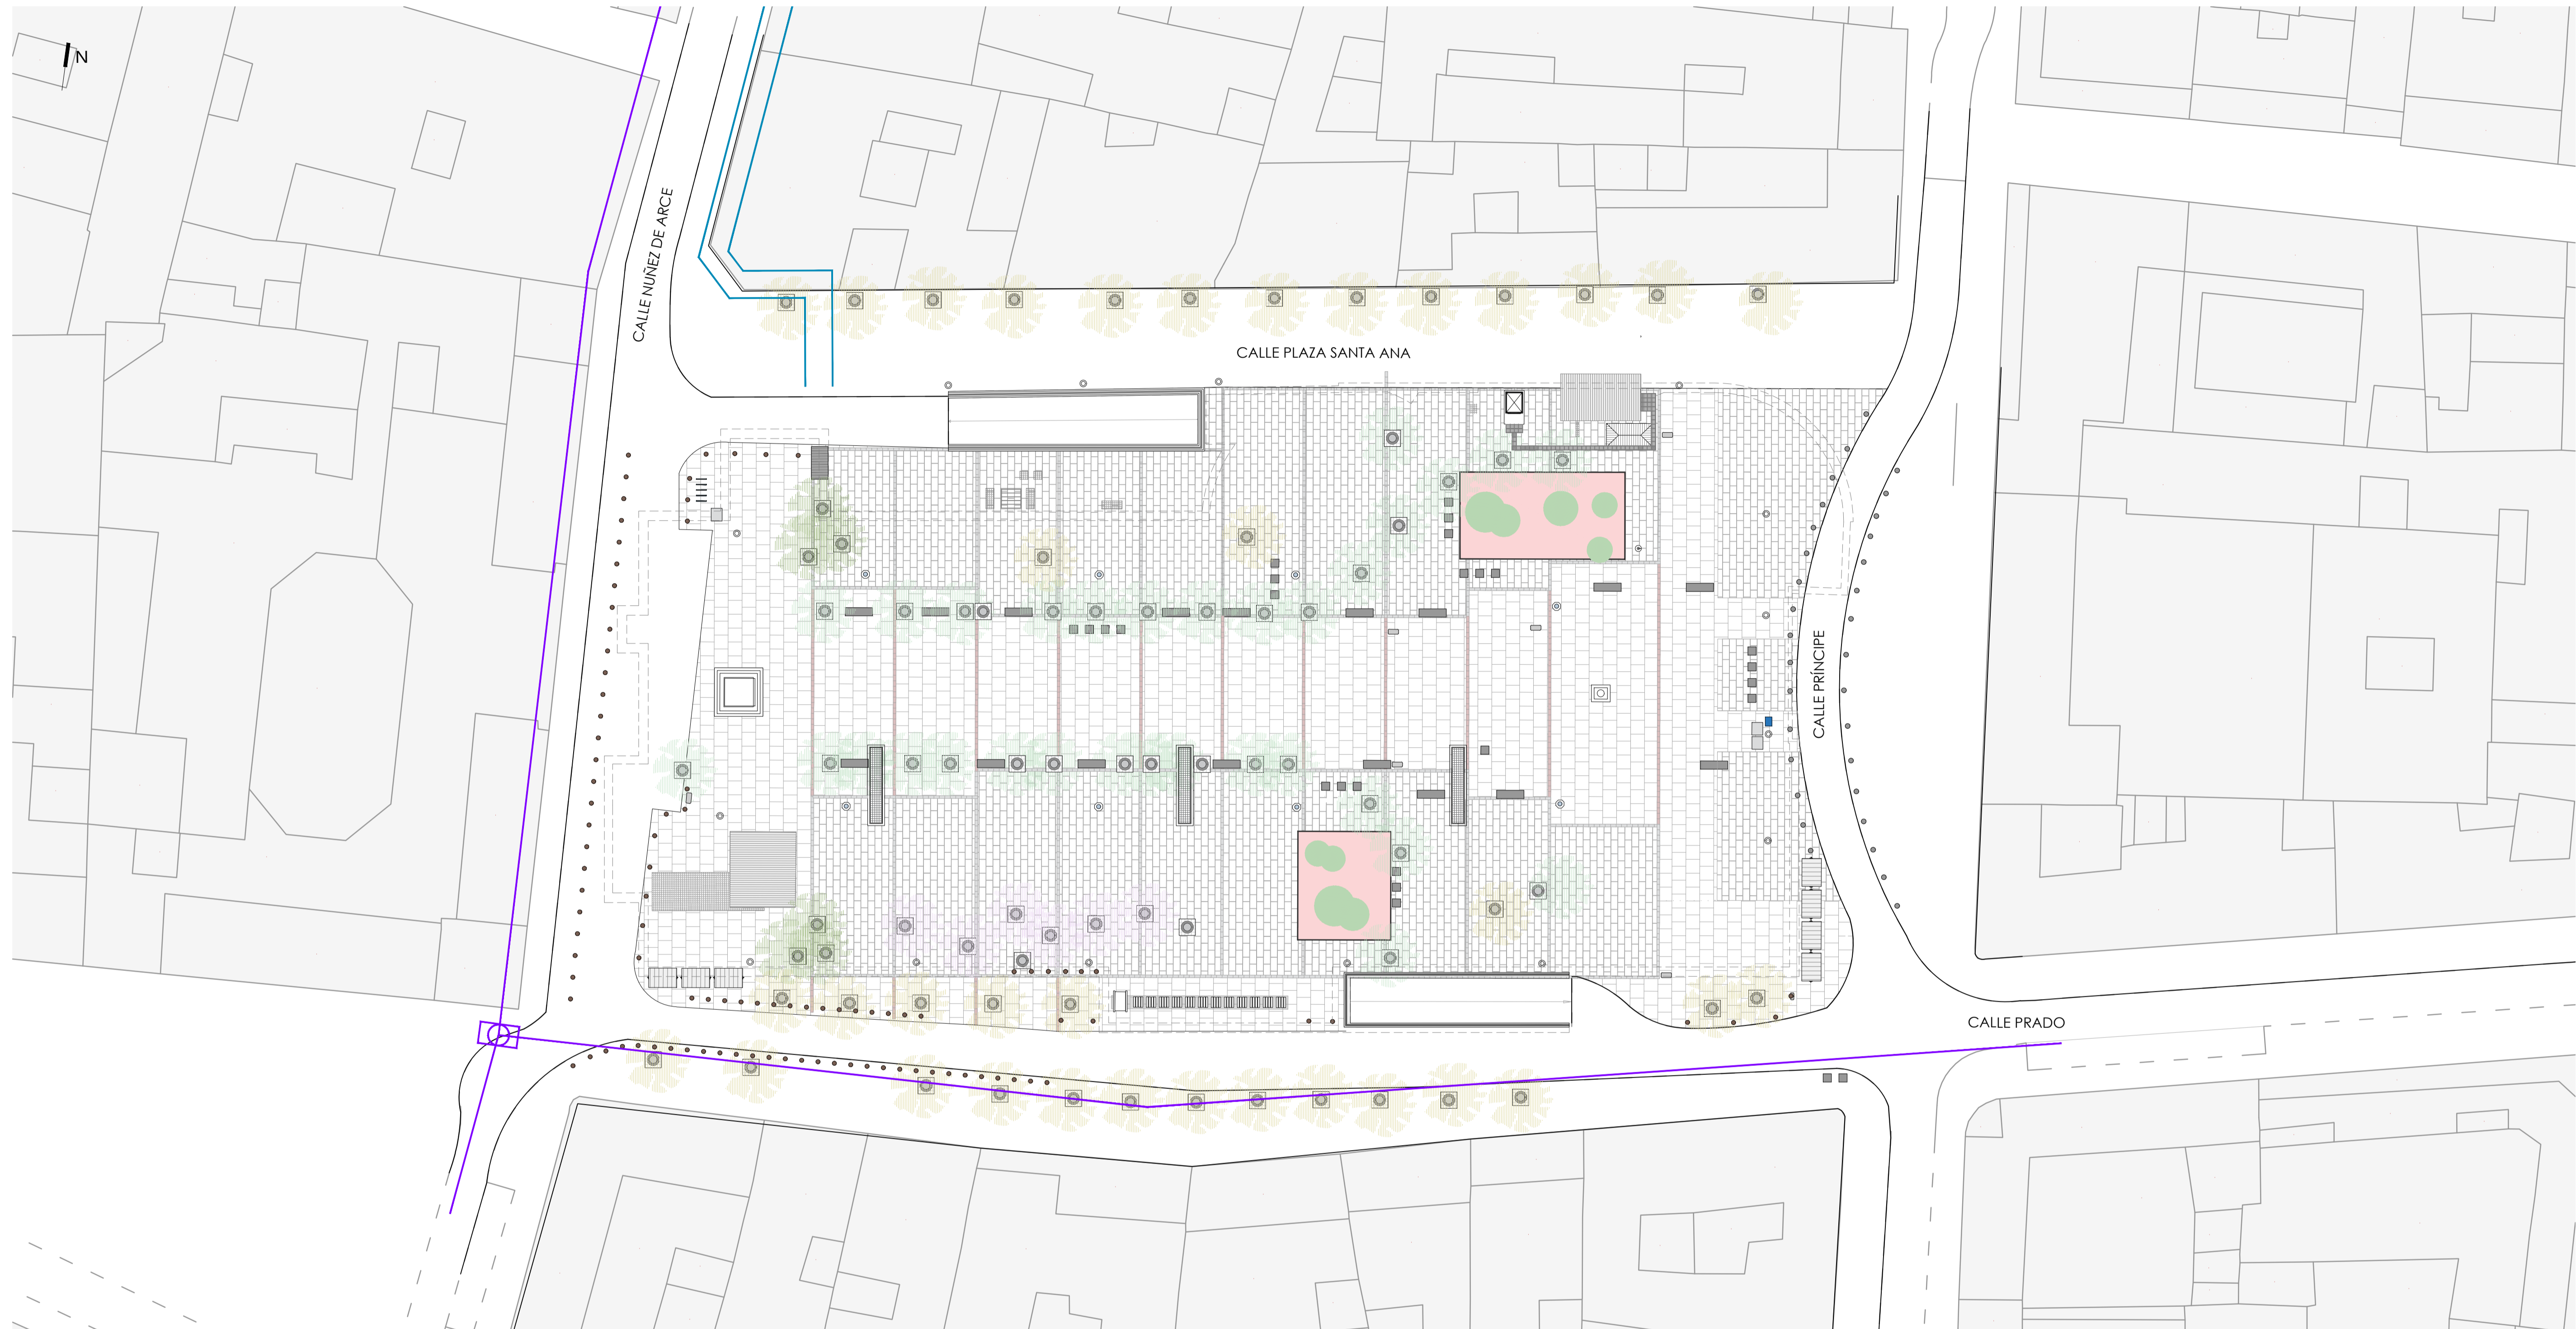 N
CALLE NUÑEZ DE ARCE
CALLE PLAZA SANTA ANA
CALLE PRÍNCIPE
CALLE PRADO